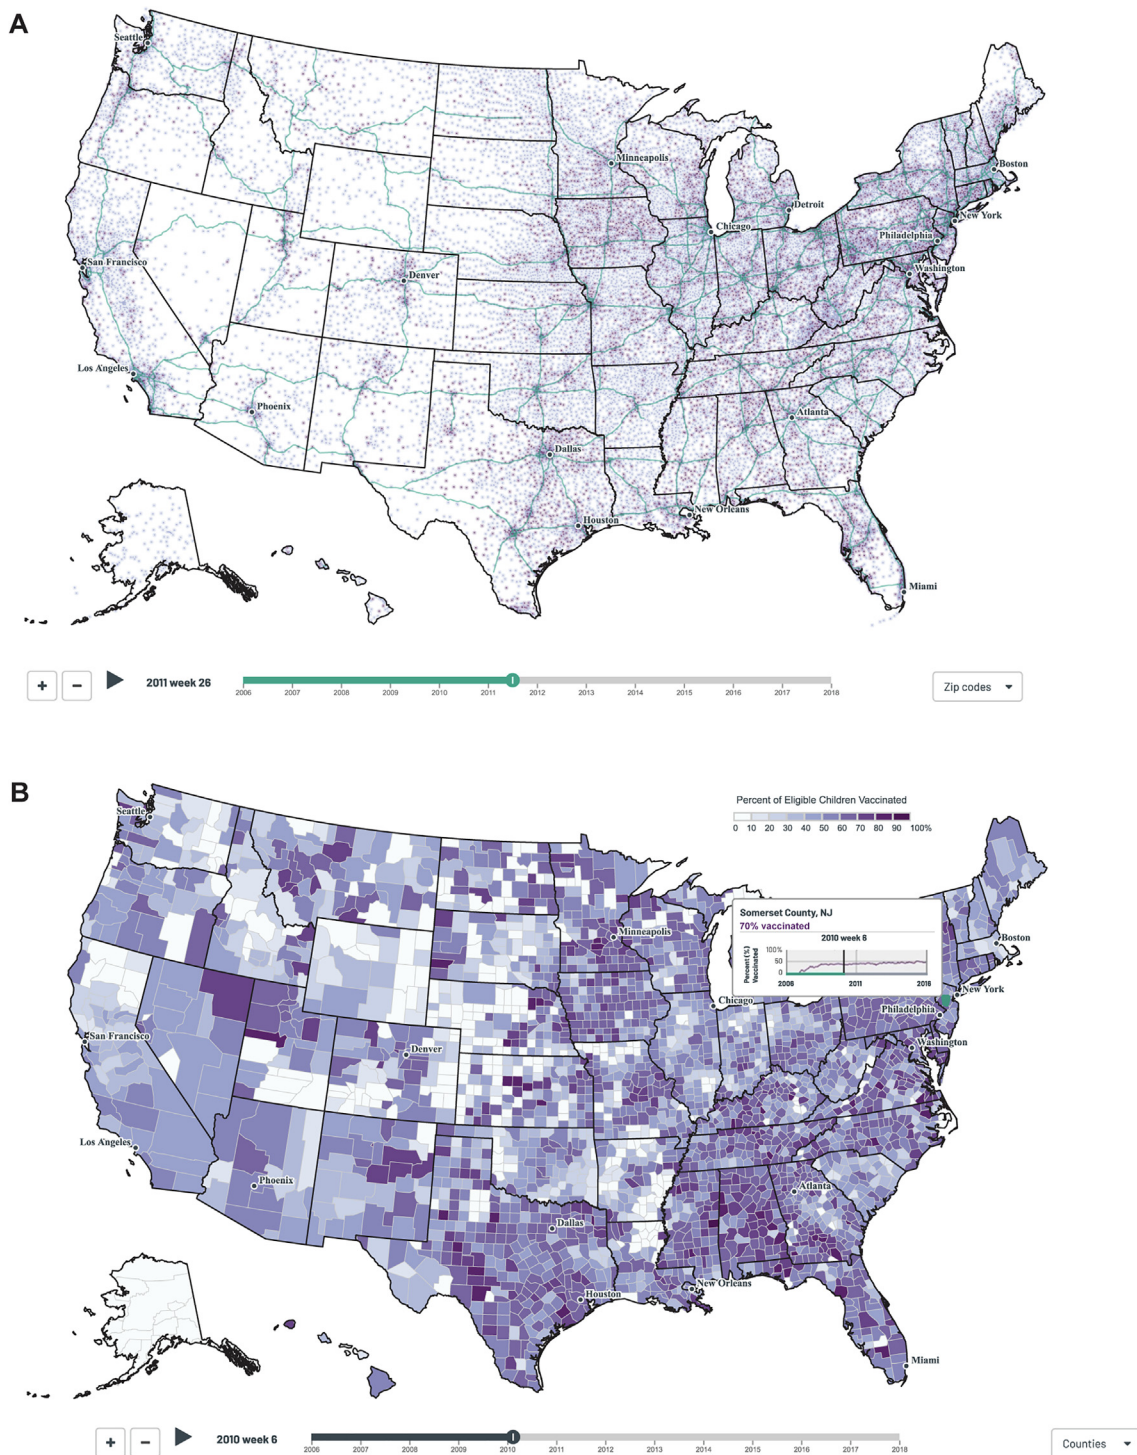 A
Seattle
Minneapolis
Boston
Detroit
New York
Chicago
Philadelphia
San Francisco
Washington
Denver
Los Angeles
Phoenix
Atlanta
Dallas
New Orleans
Houston
Miami
+ − 2011 week 26
2006 2007 2008 2009 2010 2011 2012 2013 2014 2015 2016 2017 2018
Zip codes
B
Percent of Eligible Children Vaccinated
0 10 20 30 40 50 60 70 80 90 100%
Seattle
Somerset County, NJ
70% vaccinated
2010 week 6
Percent (%)
Vaccinated
100%
50
0
2006 2011 2018
Minneapolis
Boston
New York
Chicago
Philadelphia
San Francisco
Washington
Denver
Los Angeles
Phoenix
Atlanta
Dallas
New Orleans
Houston
Miami
+ − 2010 week 6
2006 2007 2008 2009 2010 2011 2012 2013 2014 2015 2016 2017 2018
Counties